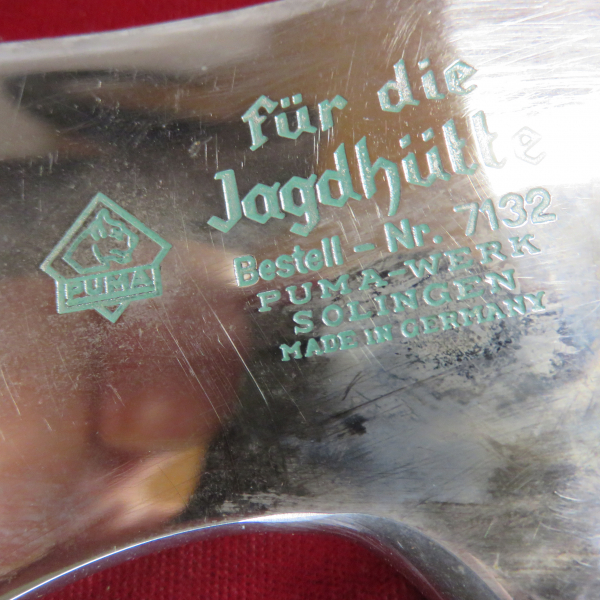 für die
Jagdhütte
Bestell-Nr. 7132
PUMA-WERK
SOLINGEN
MADE IN GERMANY
PUMA